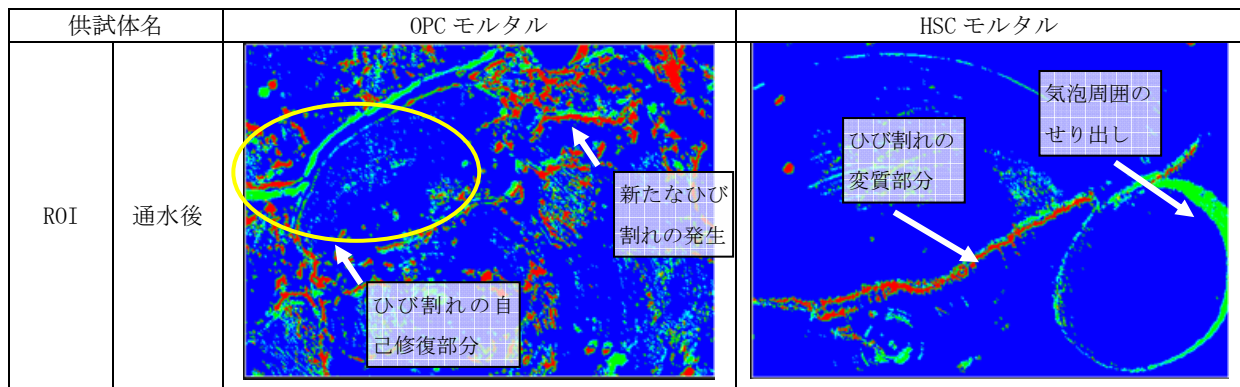 供試体名
OPC モルタル
HSC モルタル
ROI
通水後
新たなひび
割れの発生
ひび割れの自
己修復部分
ひび割れの
変質部分
気泡周囲の
せり出し